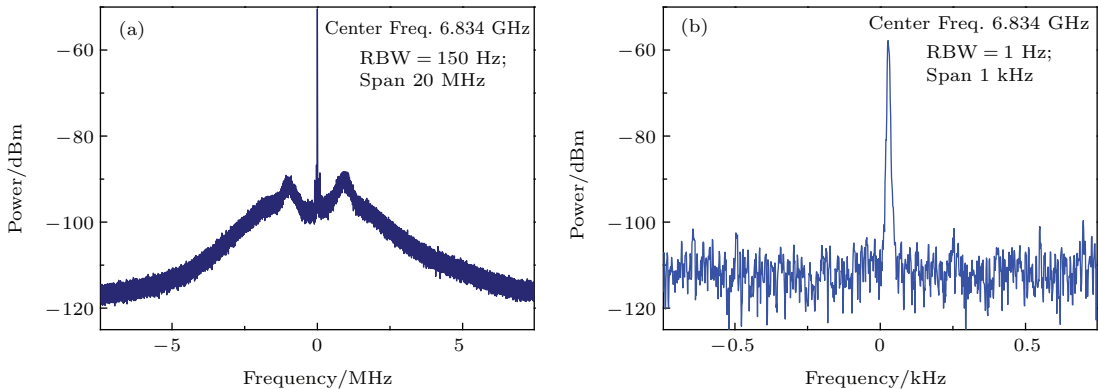 (a)
Center Freq. 6.834 GHz
RBW = 150 Hz;
Span 20 MHz
−60
−80
−100
−120
Power/dBm
−5
0
5
Frequency/MHz
(b)
Center Freq. 6.834 GHz
RBW = 1 Hz;
Span 1 kHz
−60
−80
−100
−120
Power/dBm
−0.5
0
0.5
Frequency/kHz